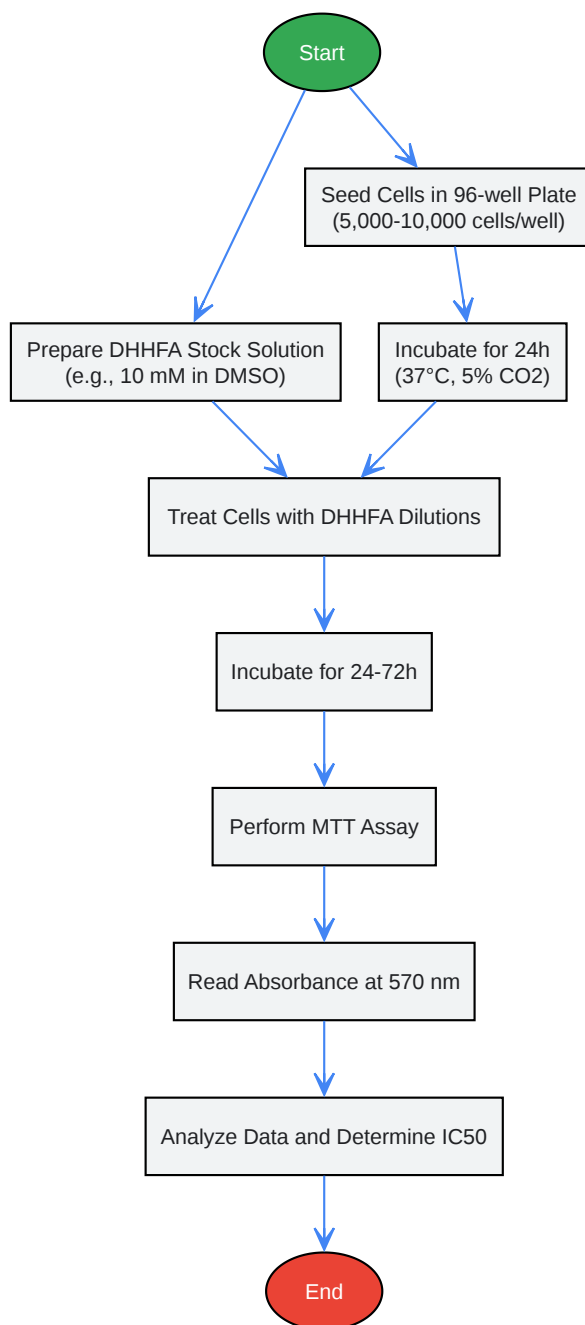 Start
Seed Cells in 96-well Plate
(5,000-10,000 cells/well)
Prepare DHHFA Stock Solution
(e.g., 10 mM in DMSO)
Incubate for 24h
(37°C, 5% CO2)
Treat Cells with DHHFA Dilutions
Incubate for 24-72h
Perform MTT Assay
Read Absorbance at 570 nm
Analyze Data and Determine IC50
End